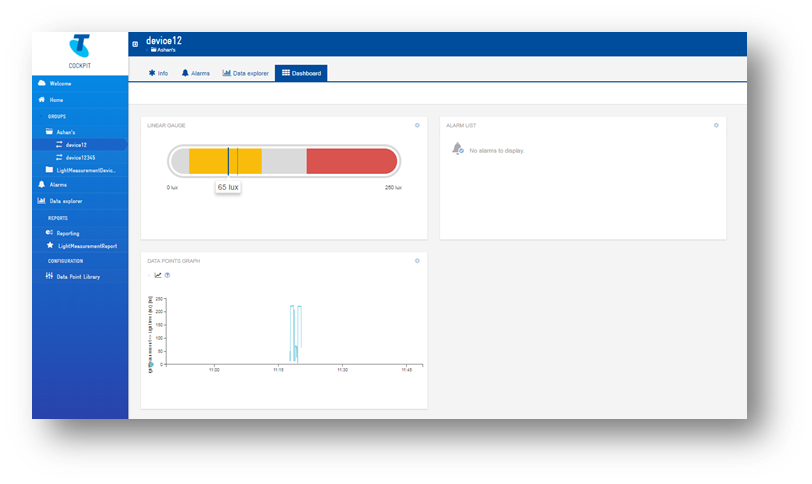 T
COCKPIT
Welcome
Home
GROUPS
Ashen's
device12
device12345
LightMeasurementDevic...
Alarms
Data explorer
REPORTS
Reporting
LightMeasurementReport
CONFIGURATION
Data Point Library
device12
Ashen's
Info
Alarms
Data explorer
Dashboard
LINEAR GAUGE
0 lux
65 lux
250 lux
ALARM LIST
No alarms to display.
DATA POINTS GRAPH
250
200
150
100
50
0
11:00
11:15
11:30
11:45